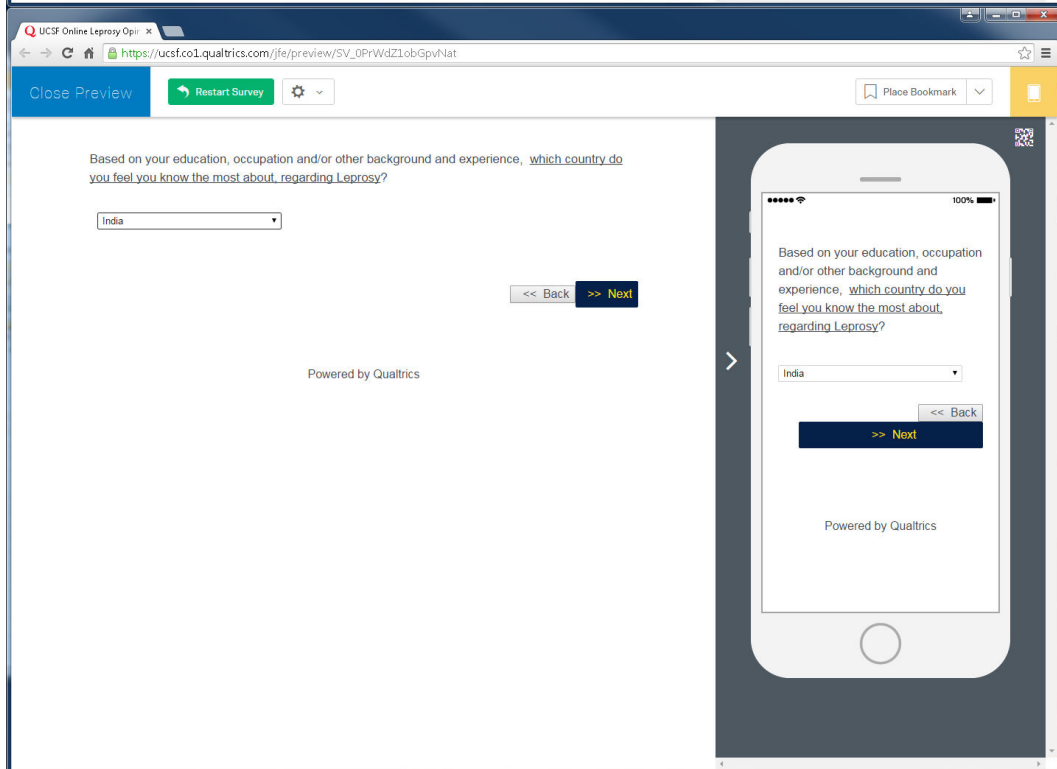 UCSF Online Leprosy Opir
https://ucsf.co1.qualtrics.com/jfe/preview/SV_0PrWdZ1obGpvNat
Close Preview
Restart Survey
Place Bookmark
Based on your education, occupation and/or other background and experience, which country do
you feel you know the most about, regarding Leprosy?
India
<< Back
>> Next
Powered by Qualtrics
100%
Based on your education, occupation
and/or other background and
experience, which country do you
feel you know the most about,
regarding Leprosy?
India
<< Back
>> Next
Powered by Qualtrics